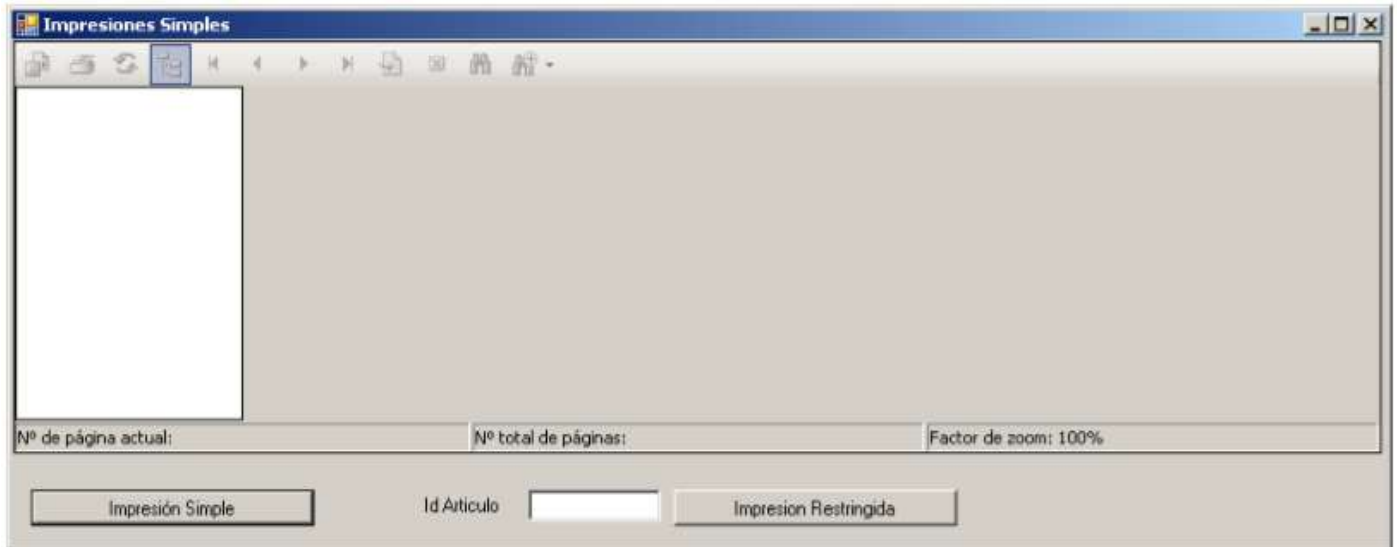 Impresiones Simples
Nº de página actual: Nº total de páginas: Factor de zoom: 100%
Impresión Simple Id Articulo Impresion Restringida